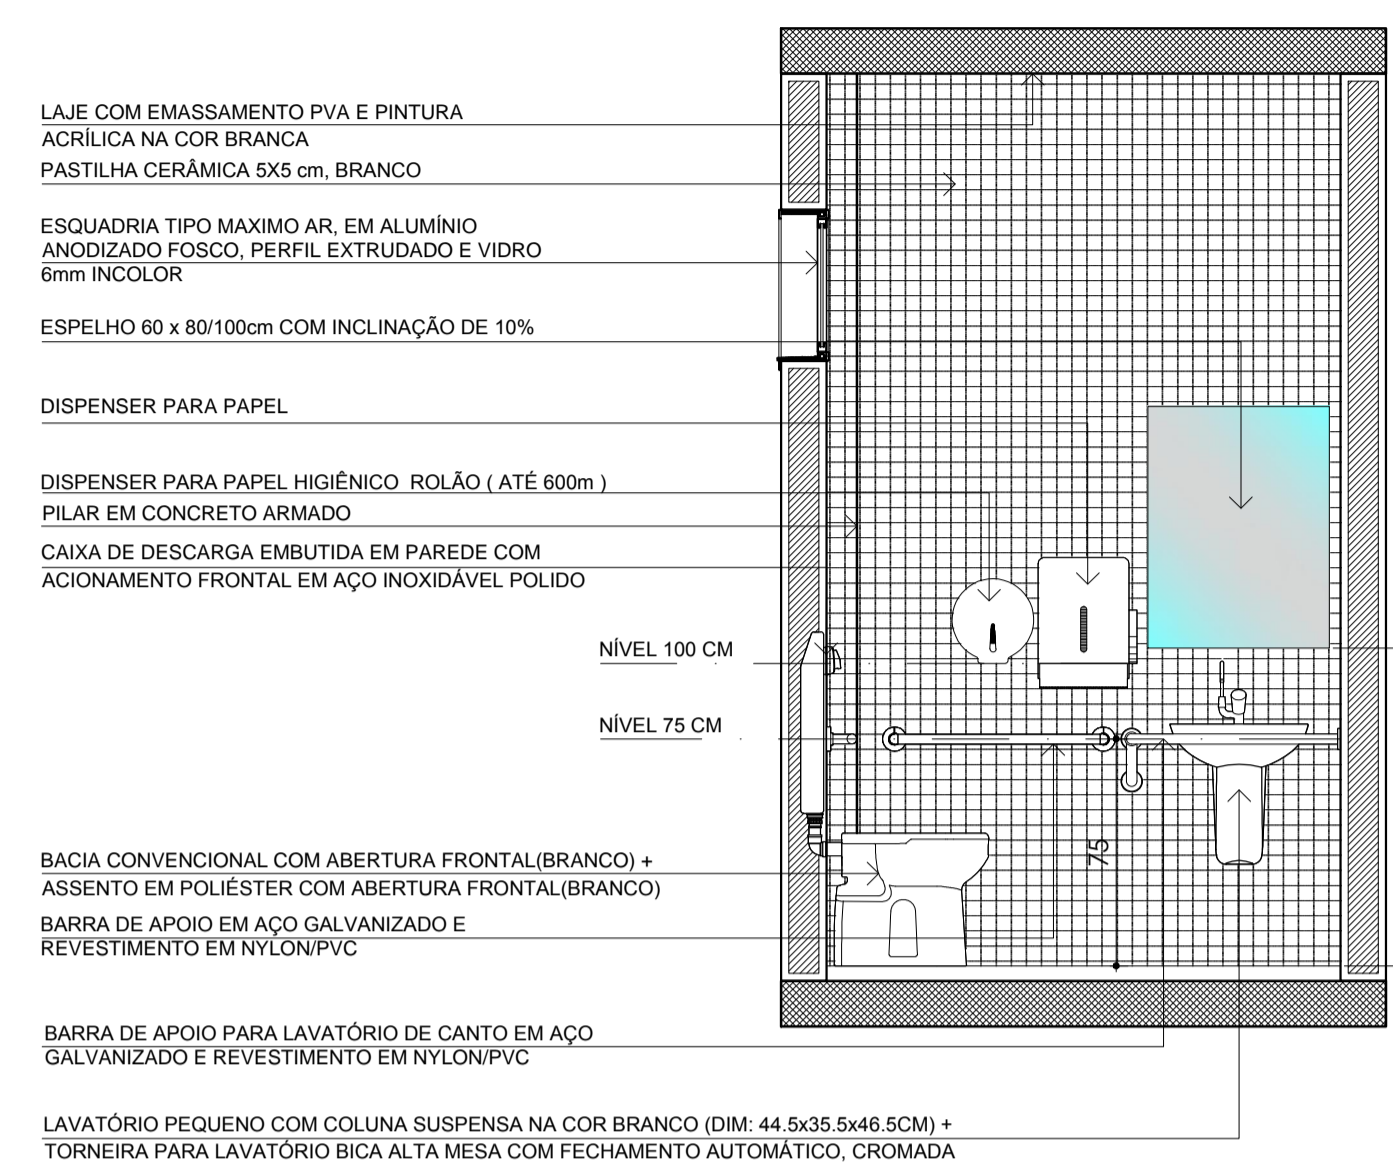 LAJE COM EMASSAMENTO PVA E PINTURA
ACRÍLICA NA COR BRANCA
PASTILHA CERÂMICA 5X5 cm, BRANCO
ESQUADRIA TIPO MAXIMO AR, EM ALUMÍNIO
ANODIZADO FOSCO, PERFIL EXTRUDADO E VIDRO
6mm INCOLOR
ESPELHO 60 x 80/100cm COM INCLINAÇÃO DE 10%
DISPENSER PARA PAPEL
DISPENSER PARA PAPEL HIGIÊNICO ROLÃO ( ATÉ 600m )
PILAR EM CONCRETO ARMADO
CAIXA DE DESCARGA EMBUTIDA EM PAREDE COM
ACIONAMENTO FRONTAL EM AÇO INOXIDÁVEL POLIDO
NÍVEL 100 CM
NÍVEL 75 CM
75
BACIA CONVENCIONAL COM ABERTURA FRONTAL(BRANCO) +
ASSENTO EM POLIÉSTER COM ABERTURA FRONTAL(BRANCO)
BARRA DE APOIO EM AÇO GALVANIZADO E
REVESTIMENTO EM NYLON/PVC
BARRA DE APOIO PARA LAVATÓRIO DE CANTO EM AÇO
GALVANIZADO E REVESTIMENTO EM NYLON/PVC
LAVATÓRIO PEQUENO COM COLUNA SUSPENSA NA COR BRANCO (DIM: 44.5x35.5x46.5CM) +
TORNEIRA PARA LAVATÓRIO BICA ALTA MESA COM FECHAMENTO AUTOMÁTICO, CROMADA